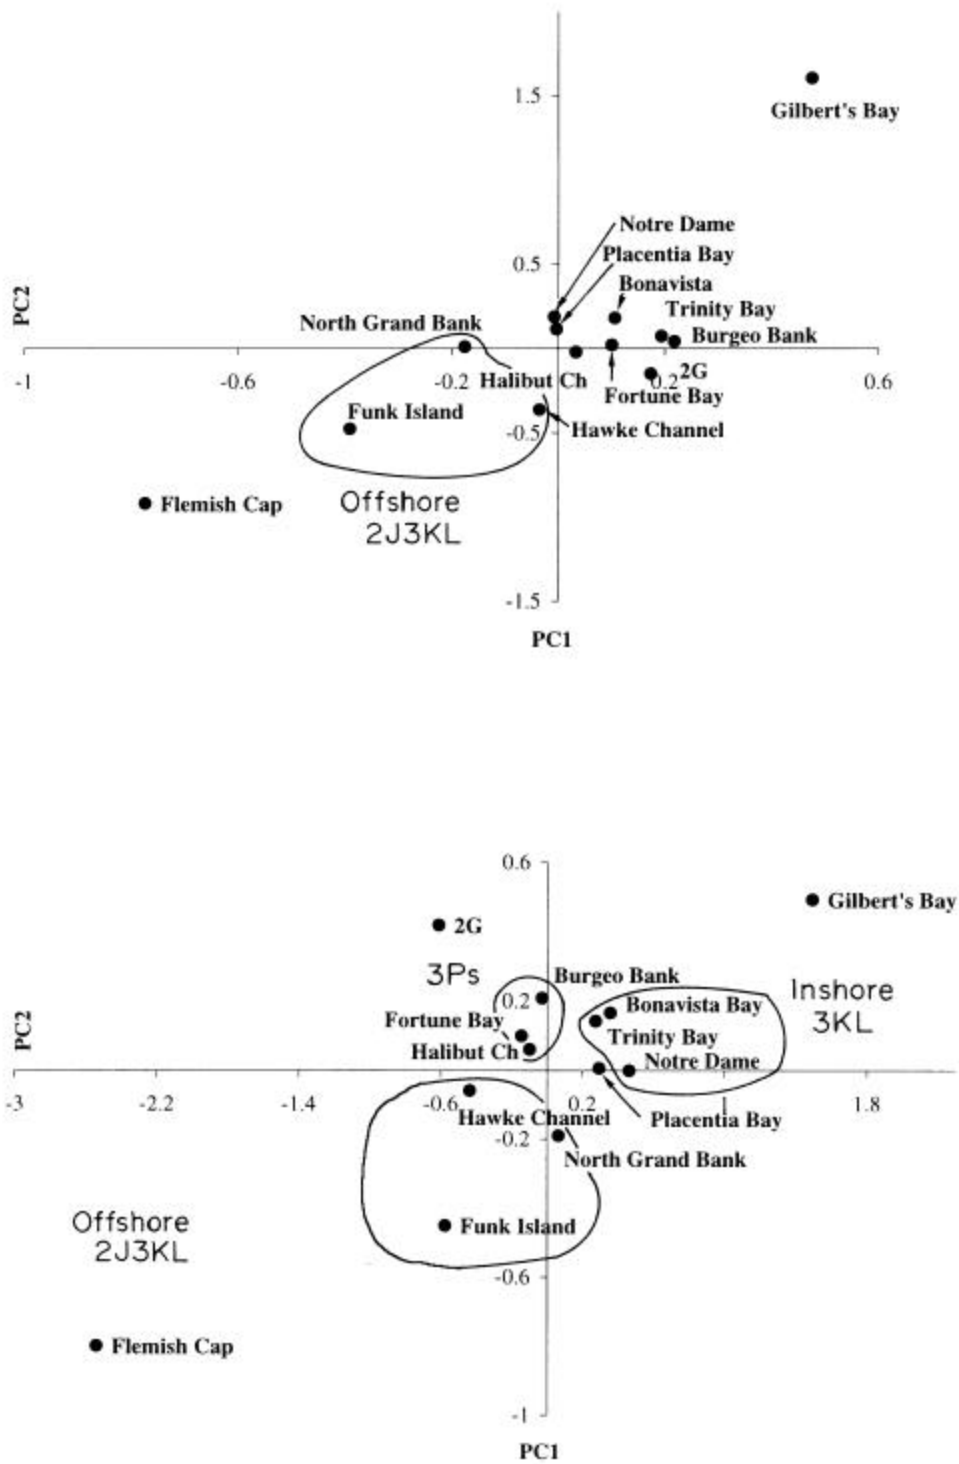 1.5
Gilbert's Bay
Notre Dame
0.5
Placentia Bay
Bonavista
PC2
Trinity Bay
North Grand Bank
Burgeo Bank
-1
-0.6
-0.2
Halibut Ch
0.2
2G
0.6
Fortune Bay
Funk Island
-0.5
Hawke Channel
Offshore
2J3KL
Flemish Cap
-1.5
PC1
0.6
Gilbert's Bay
2G
3Ps
Burgeo Bank
Inshore
3KL
0.2
Bonavista Bay
Fortune Bay
Trinity Bay
PC2
Halibut Ch
Notre Dame
-3
-2.2
-1.4
-0.6
0.2
1
1.8
Hawke Channel
Placentia Bay
-0.2
North Grand Bank
Offshore
2J3KL
Funk Island
-0.6
Flemish Cap
-1
PC1